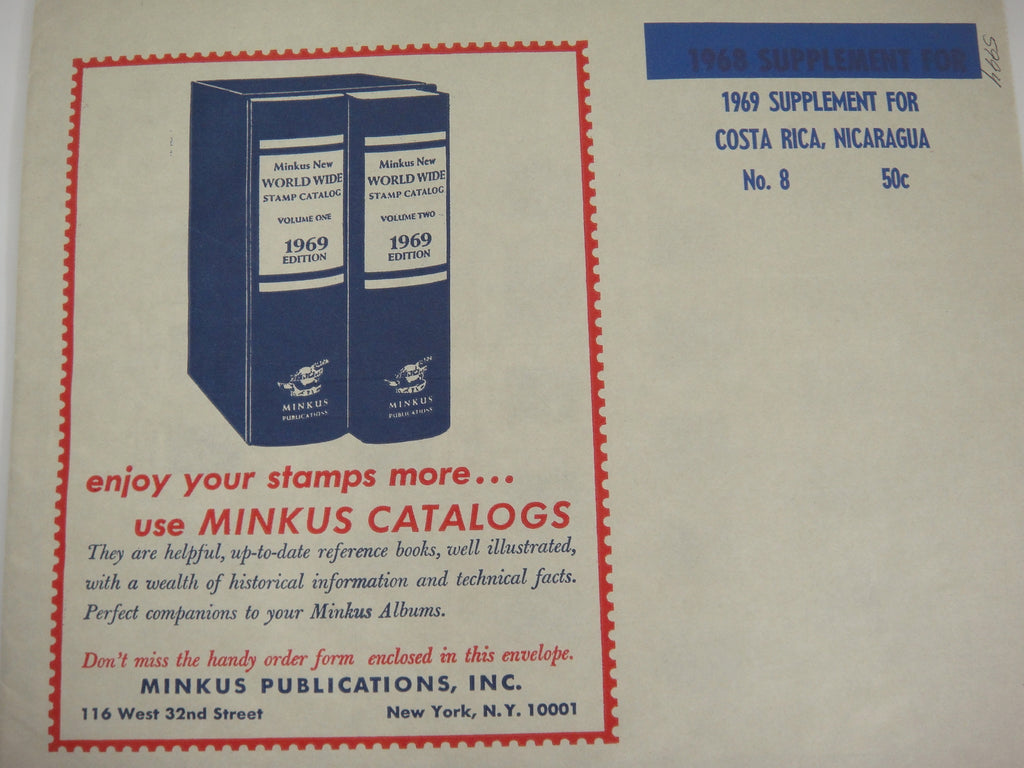 1968 SUPPLEMENT FOR
1969 SUPPLEMENT FOR
COSTA RICA, NICARAGUA
No. 8 50c
5994
Minkus New
WORLD WIDE
STAMP CATALOG
VOLUME ONE
1969
EDITION
MINKUS
PUBLICATIONS
Minkus New
WORLD WIDE
STAMP CATALOG
VOLUME TWO
1969
EDITION
MINKUS
PUBLICATIONS
enjoy your stamps more...
use MINKUS CATALOGS
They are helpful, up-to-date reference books, well illustrated,
with a wealth of historical information and technical facts.
Perfect companions to your Minkus Albums.
Don't miss the handy order form enclosed in this envelope.
MINKUS PUBLICATIONS, INC.
116 West 32nd Street New York, N.Y. 10001